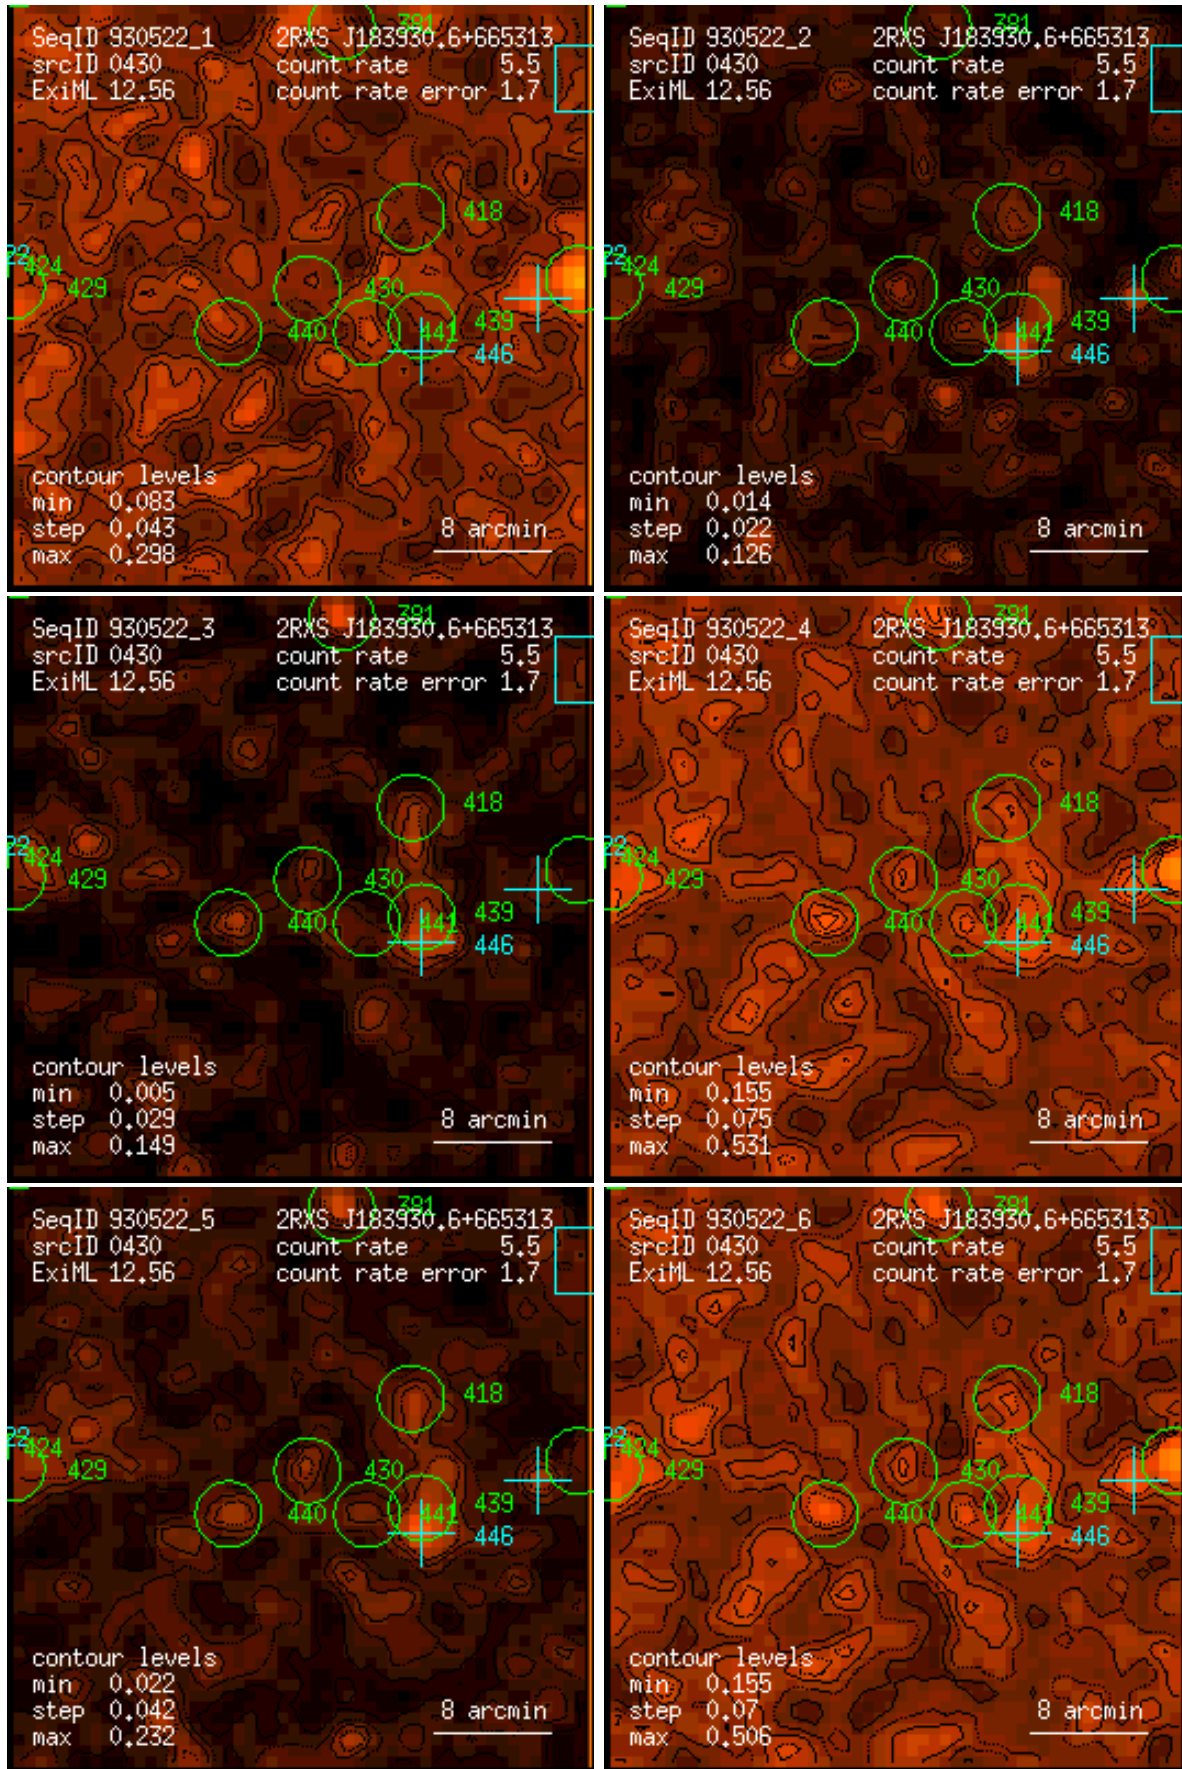 391
SeqID 930522_1 2RXS J183930.6+665313
srcID 0430 count rate 5.5
ExiML 12.56 count rate error 1.7
418
22
424
429
430
440
441
439
446
contour levels
min 0.083
step 0.043
max 0.298
8 arcmin
391
SeqID 930522_2 2RXS J183930.6+665313
srcID 0430 count rate 5.5
ExiML 12.56 count rate error 1.7
418
22
424
429
430
440
441
439
446
contour levels
min 0.014
step 0.022
max 0.126
8 arcmin
391
SeqID 930522_3 2RXS J183930.6+665313
srcID 0430 count rate 5.5
ExiML 12.56 count rate error 1.7
418
22
424
429
430
440
441
439
446
contour levels
min 0.005
step 0.029
max 0.149
8 arcmin
391
SeqID 930522_4 2RXS J183930.6+665313
srcID 0430 count rate 5.5
ExiML 12.56 count rate error 1.7
418
22
424
429
430
440
441
439
446
contour levels
min 0.155
step 0.075
max 0.531
8 arcmin
391
SeqID 930522_5 2RXS J183930.6+665313
srcID 0430 count rate 5.5
ExiML 12.56 count rate error 1.7
418
22
424
429
430
440
441
439
446
contour levels
min 0.022
step 0.042
max 0.232
8 arcmin
391
SeqID 930522_6 2RXS J183930.6+665313
srcID 0430 count rate 5.5
ExiML 12.56 count rate error 1.7
418
22
424
429
430
440
441
439
446
contour levels
min 0.155
step 0.07
max 0.506
8 arcmin